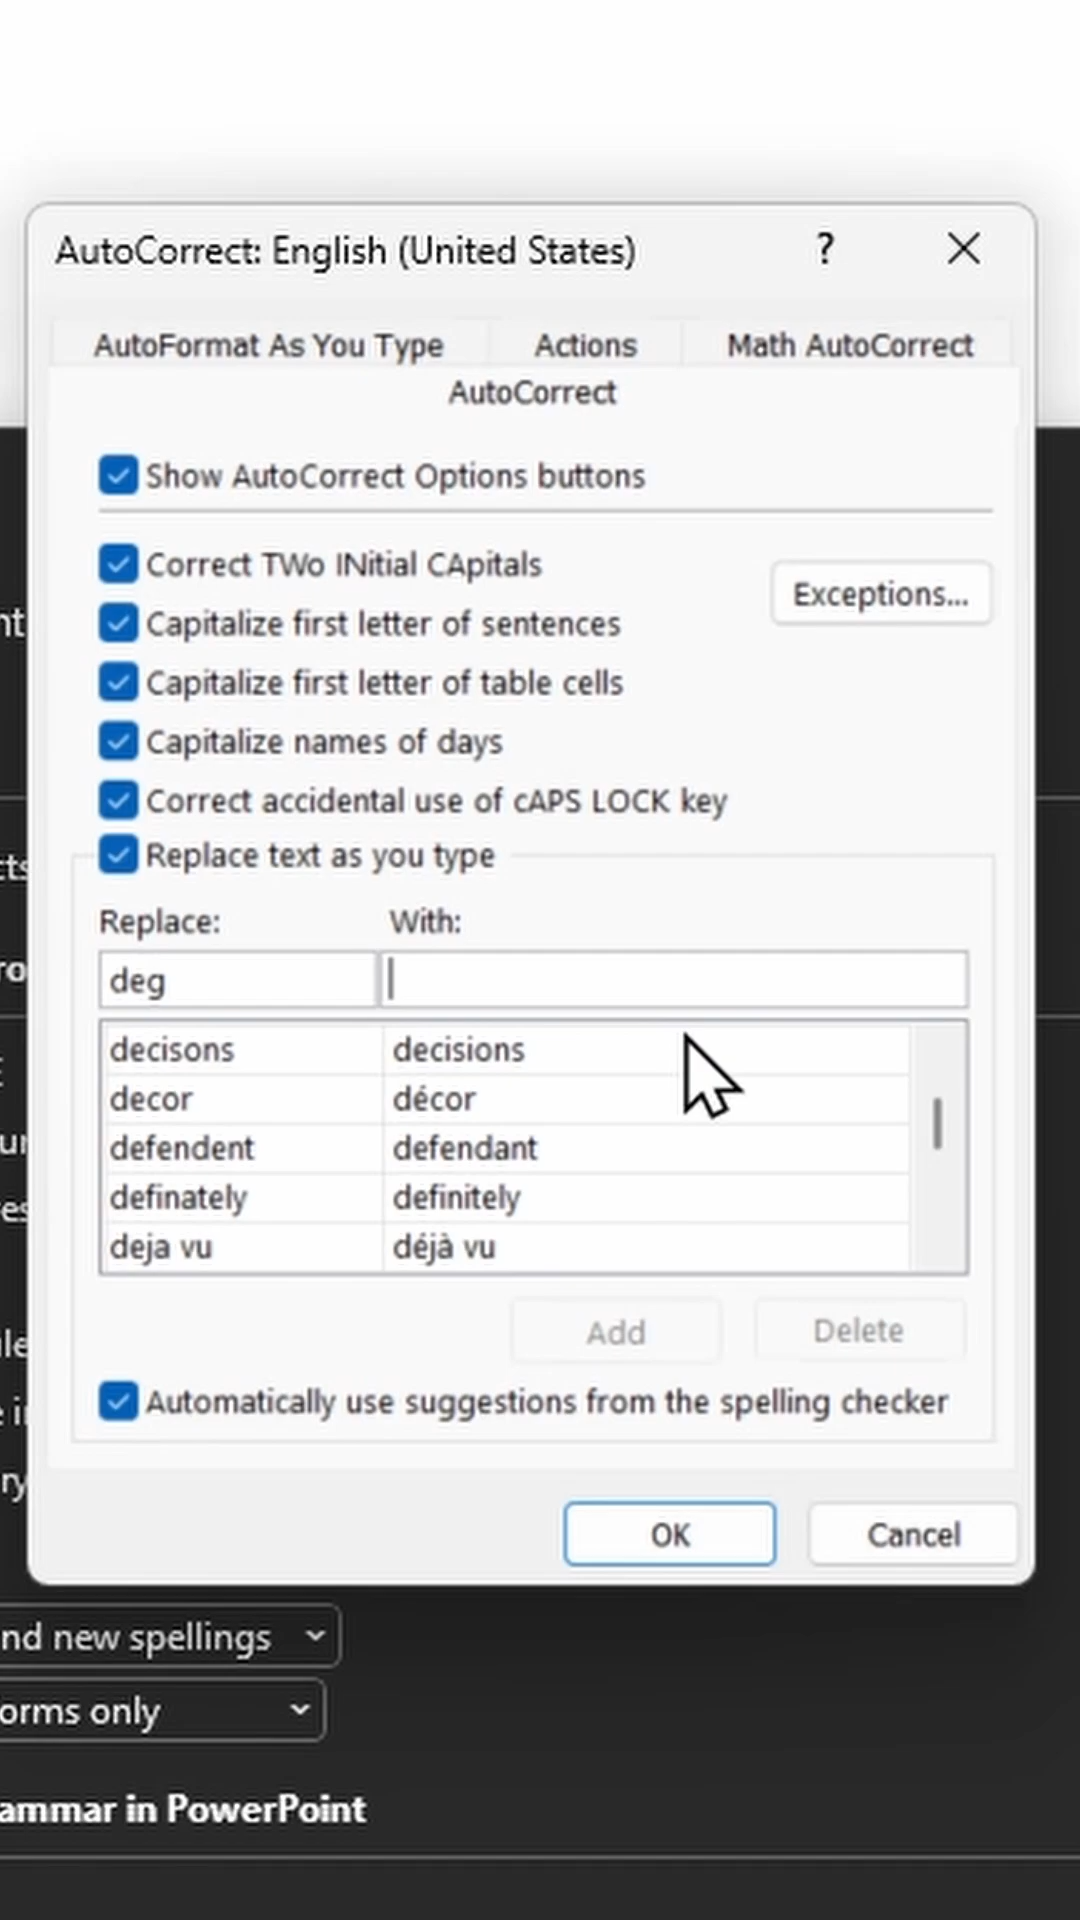 AutoCorrect: English (United States) ?
AutoFormat As You Type Actions Math AutoCorrect
AutoCorrect
Show AutoCorrect Options buttons
Correct TWo INitial CApitals
Exceptions...
Capitalize first letter of sentences
Capitalize first letter of table cells
Capitalize names of days
Correct accidental use of cAPS LOCK key
Replace text as you type
Replace: With:
deg
decisons decisions
decor décor
defendent defendant
definately definitely
deja vu déjà vu
Add Delete
Automatically use suggestions from the spelling checker
OK Cancel
nd new spellings
orms only
ammar in PowerPoint